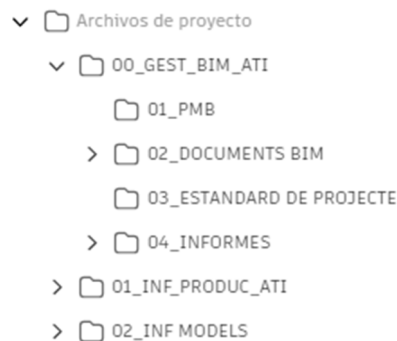 Archivos de proyecto
00_GEST_BIM_ATI
01_PMB
02_DOCUMENTS BIM
03_ESTANDARD DE PROJECTE
04_INFORMES
01_INF_PRODUC_ATI
02_INF MODELS